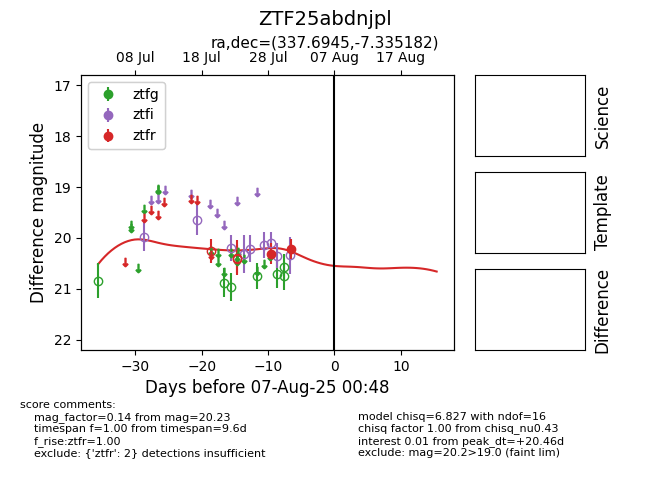 ZTF25abdnjpl
ra,dec=(337.6945,-7.335182)
08 Jul 18 Jul 28 Jul 07 Aug 17 Aug
ztfg
ztfi
ztfr
17
18
19
20
21
22
Difference magnitude
−30 −20 −10 0 10
Days before 07-Aug-25 00:48
Science
Template
Difference
score comments:
mag_factor=0.14 from mag=20.23
timespan f=1.00 from timespan=9.6d
f_rise:ztfr=1.00
exclude: {'ztfr': 2} detections insufficient
model chisq=6.827 with ndof=16
chisq factor 1.00 from chisq_nu0.43
interest 0.01 from peak_dt=+20.46d
exclude: mag=20.2>19.0 (faint lim)